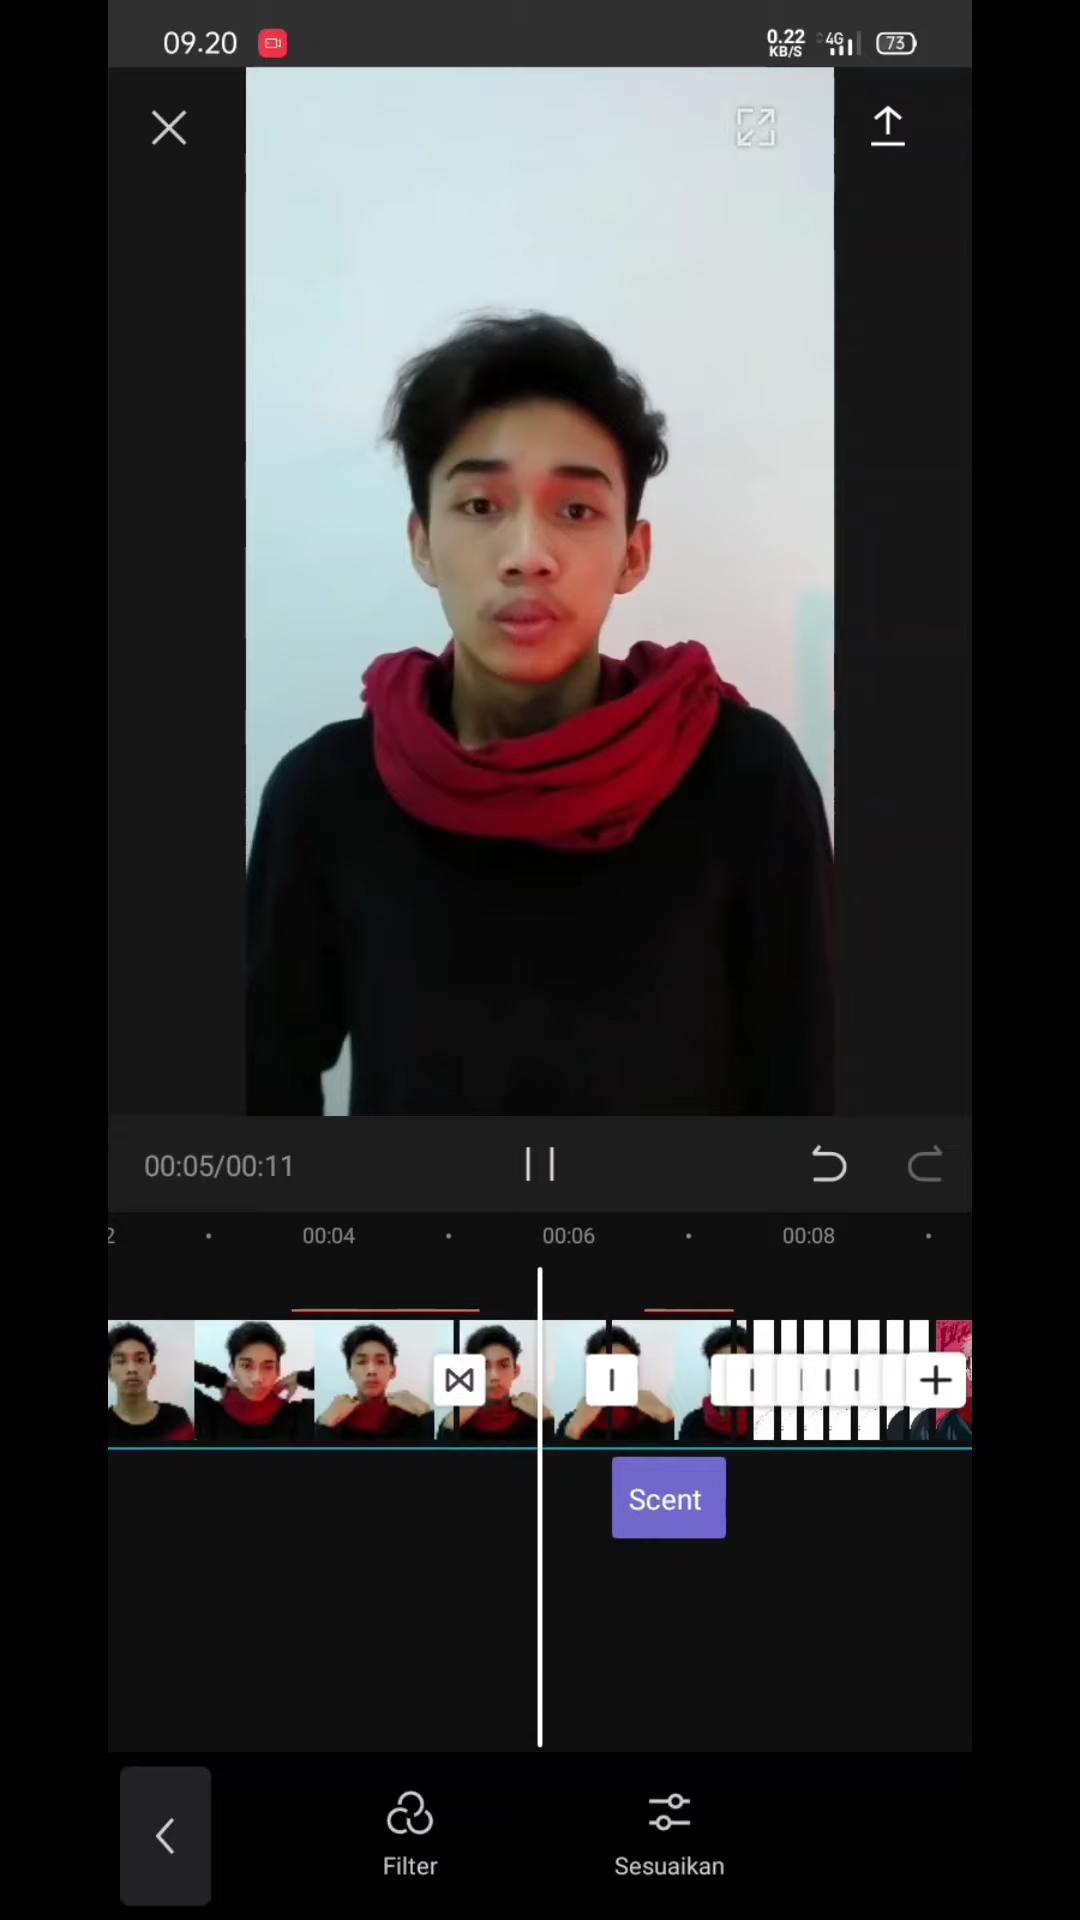 09.20
0.22 4G 73
KB/S
00:05/00:11
2 00:04 00:06 00:08
Scent
Filter Sesuaikan